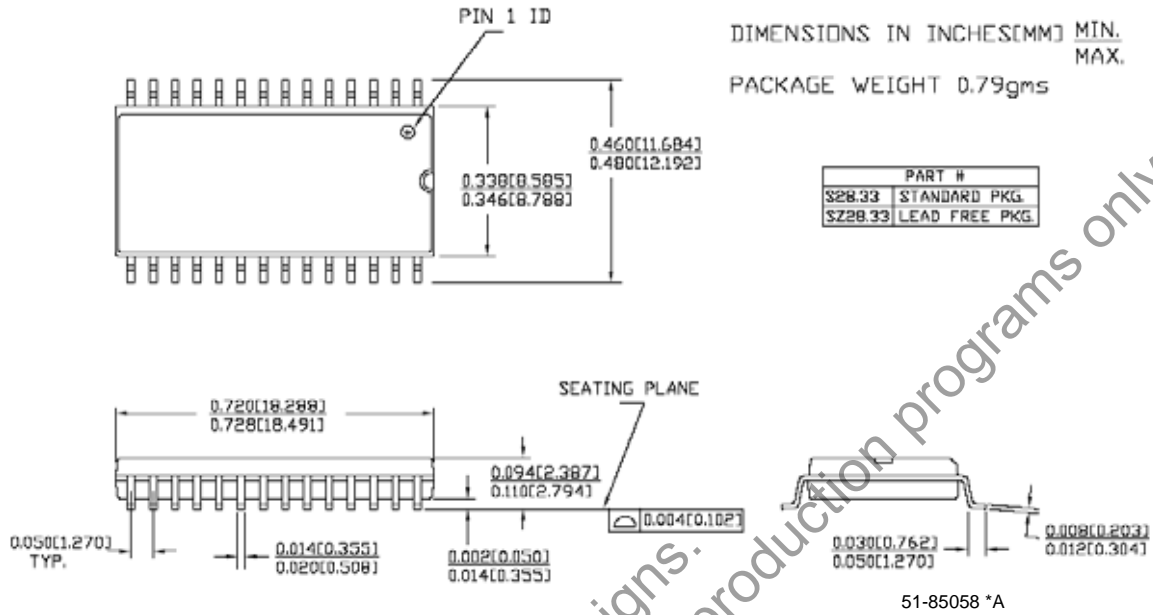 PIN 1 ID
DIMENSIONS IN INCHES[MM] MIN.
MAX.
PACKAGE WEIGHT 0.79gms
0.460[11.684]
0.480[12.192]
0.338[8.585]
0.346[8.788]
PART #
S28.33 STANDARD PKG.
SZ28.33 LEAD FREE PKG.
SEATING PLANE
0.720[18.288]
0.728[18.491]
0.094[2.387]
0.110[2.794]
0.004[0.102]
0.050[1.270]
TYP.
0.014[0.355]
0.020[0.508]
0.002[0.050]
0.014[0.355]
0.030[0.762]
0.050[1.270]
0.008[0.203]
0.012[0.304]
51-85058 *A
igns.
production programs only